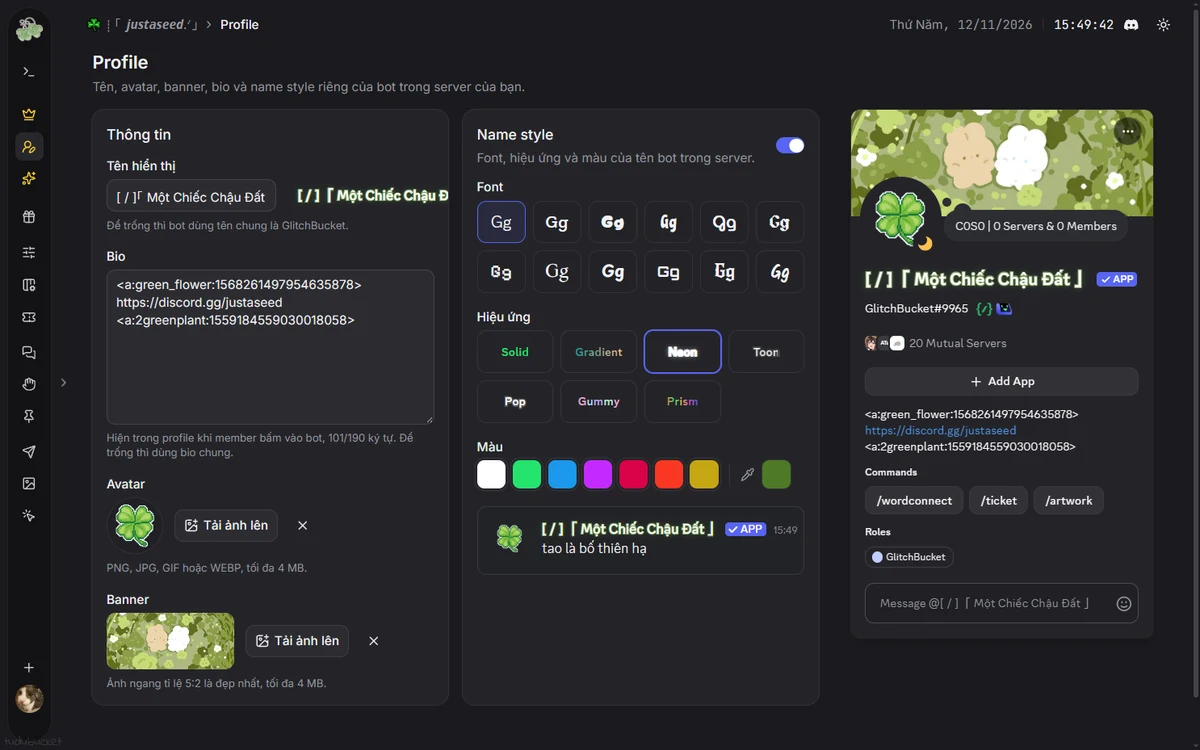 「 justaseed.ᐟ」 > Profile
Thứ Năm, 12/11/2026
15:49:42
Profile
Tên, avatar, banner, bio và name style riêng của bot trong server của bạn.
Thông tin
Tên hiển thị
[ / ]「 Một Chiếc Chậu Đất
[ / ]「 Một Chiếc Chậu Đ
Để trống thì bot dùng tên chung là GlitchBucket.
Bio
<a:green_flower:1568261497954635878>
https://discord.gg/justaseed
<a:2greenplant:1559184559030018058>
Hiện trong profile khi member bấm vào bot, 101/190 ký tự. Để
trống thì dùng bio chung.
Avatar
Tải ảnh lên
PNG, JPG, GIF hoặc WEBP, tối đa 4 MB.
Banner
Tải ảnh lên
Ảnh ngang tỉ lệ 5:2 là đẹp nhất, tối đa 4 MB.
Name style
Font, hiệu ứng và màu của tên bot trong server.
Font
Gg Gg Gg Gg Gg Gg
Gg Gg Gg Gg Gg Gg
Hiệu ứng
Solid Gradient Neon Toon
Pop Gummy Prism
Màu
[ / ]「 Một Chiếc Chậu Đất 」 APP 15:49
tao là bố thiên hạ
C0S0 | 0 Servers & 0 Members
[ / ]「 Một Chiếc Chậu Đất 」 APP
GlitchBucket#9965
20 Mutual Servers
+ Add App
<a:green_flower:1568261497954635878>
https://discord.gg/justaseed
<a:2greenplant:1559184559030018058>
Commands
/wordconnect /ticket /artwork
Roles
GlitchBucket
Message @[ / ]「 Một Chiếc Chậu Đất 」